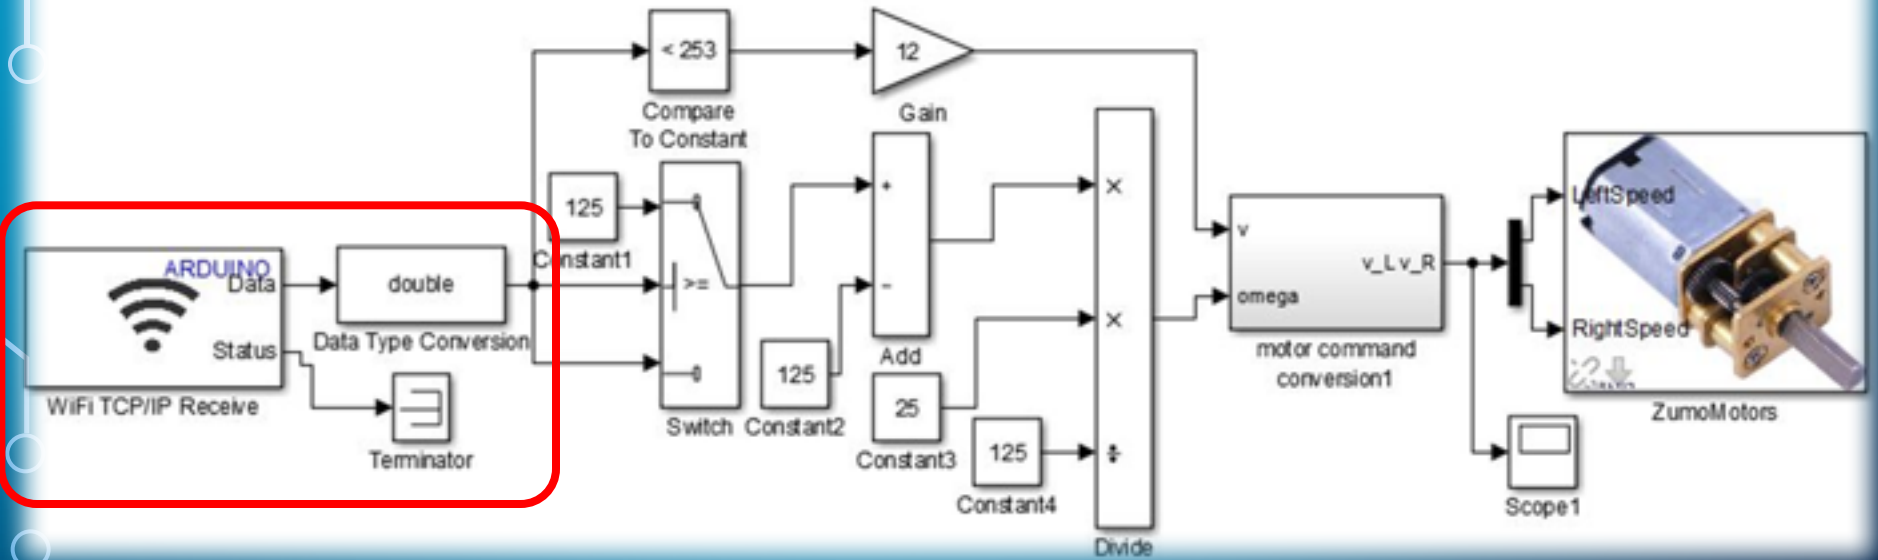 < 253
Compare
To Constant
12
Gain
125
Constant1
ARDUINO
Data
Status
WiFi TCP/IP Receive
double
Data Type Conversion
Terminator
>=
Switch
125
Constant2
+
-
Add
25
Constant3
125
Constant4
×
×
÷
Divide
v
omega
v_L v_R
motor command
conversion1
LeftSpeed
RightSpeed
ZumoMotors
Scope1